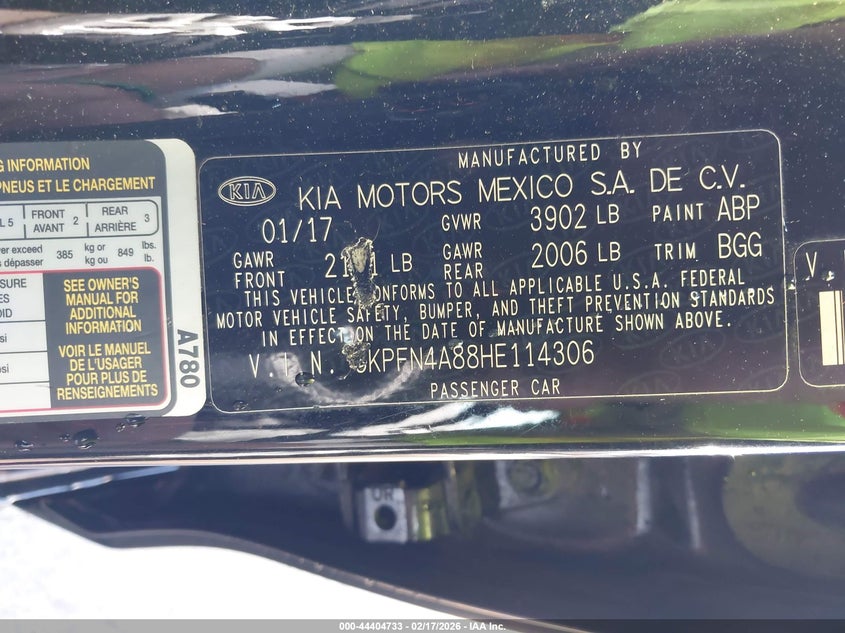 G INFORMATION
PNEUS ET LE CHARGEMENT
L 5 FRONT AVANT 2 REAR ARRIÈRE 3
ver exceed 385 kg or 849 lbs.
s dépasser kg ou lb.
SURE
ES
OID
si
si
SEE OWNER'S
MANUAL FOR
ADDITIONAL
INFORMATION
VOIR LE MANUEL
DE L'USAGER
POUR PLUS DE
RENSEIGNEMENTS
A780
MANUFACTURED BY
KIA KIA MOTORS MEXICO S.A. DE C.V.
01/17 GVWR 3902 LB PAINT ABP
GAWR FRONT LB GAWR REAR 2006 LB TRIM BGG
THIS VEHICLE CONFORMS TO ALL APPLICABLE U.S.A. FEDERAL
MOTOR VEHICLE SAFETY, BUMPER, AND THEFT PREVENTION STANDARDS
IN EFFECT ON THE DATE OF MANUFACTURE SHOWN ABOVE.
V.I.N. KPFN4A88HE114306
PASSENGER CAR
V
OR
000-44404733 - 02/17/2026 - IAA Inc.